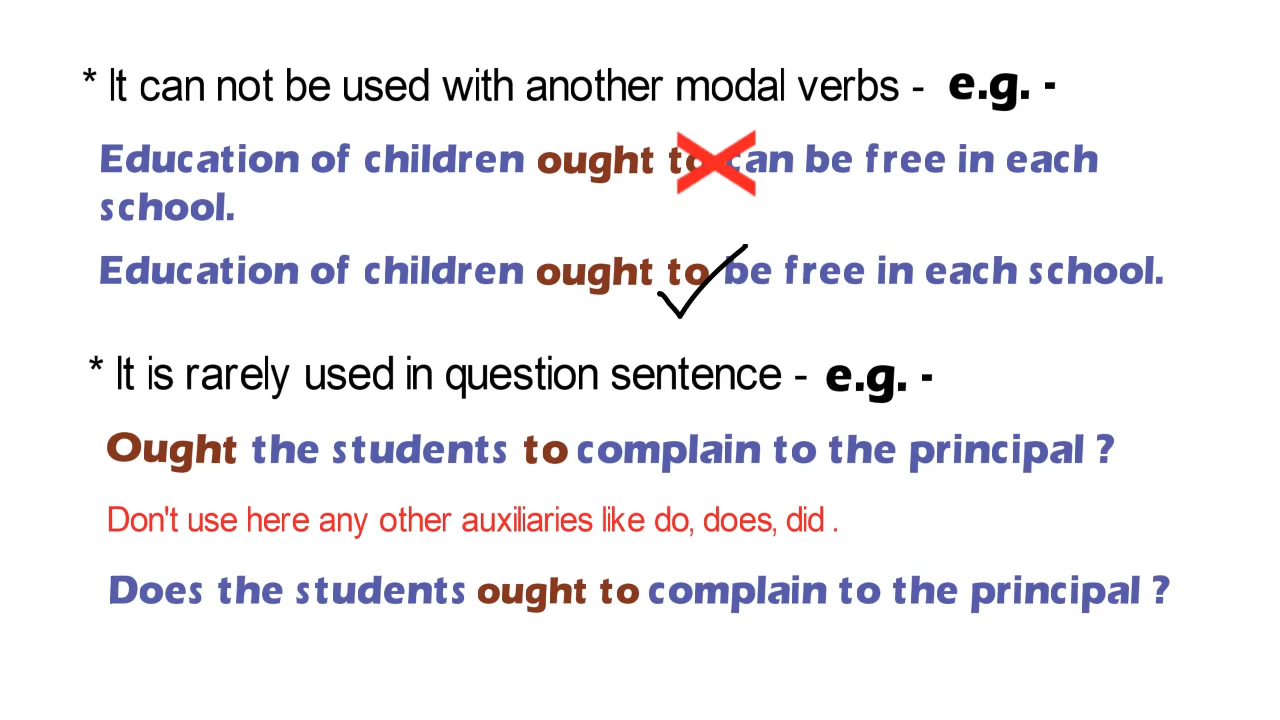 * It can not be used with another modal verbs - e.g. -
Education of children ought to can be free in each
school.
Education of children ought to be free in each school.
* It is rarely used in question sentence - e.g. -
Ought the students to complain to the principal ?
Don't use here any other auxiliaries like do, does, did .
Does the students ought to complain to the principal ?